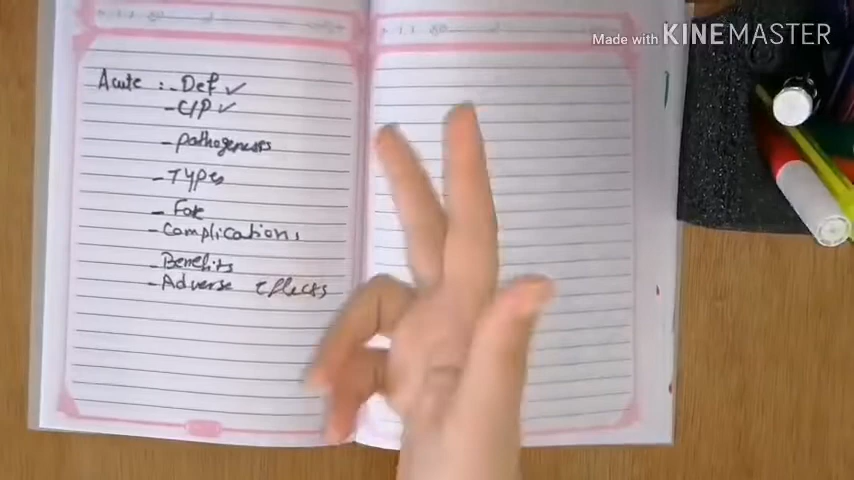 Made with KINEMASTER
Acute :- Def ✓
- C/P ✓
- pathogenesis
- Types
- Fate
- Complications
- Benefits
- Adverse effects